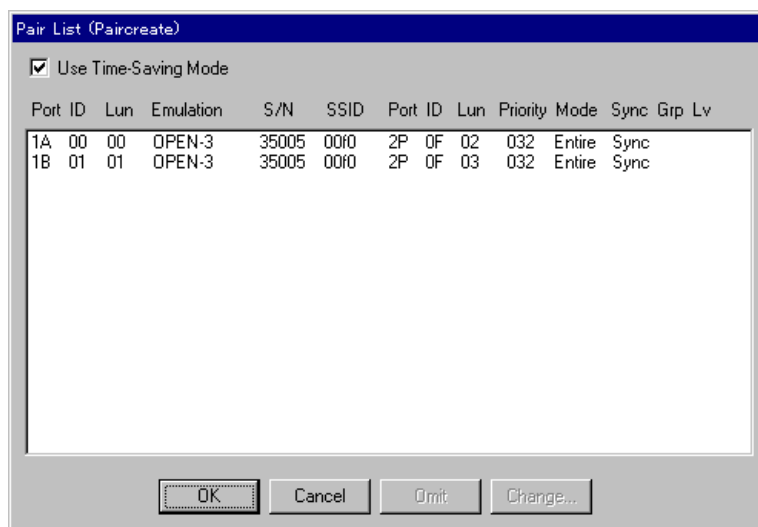 Pair List (Paircreate)
Use Time-Saving Mode
Port ID Lun Emulation S/N SSID Port ID Lun Priority Mode Sync Grp Lv
1A 00 00 OPEN-3 35005 00f0 2P 0F 02 032 Entire Sync
1B 01 01 OPEN-3 35005 00f0 2P 0F 03 032 Entire Sync
OK Cancel Omit Change...